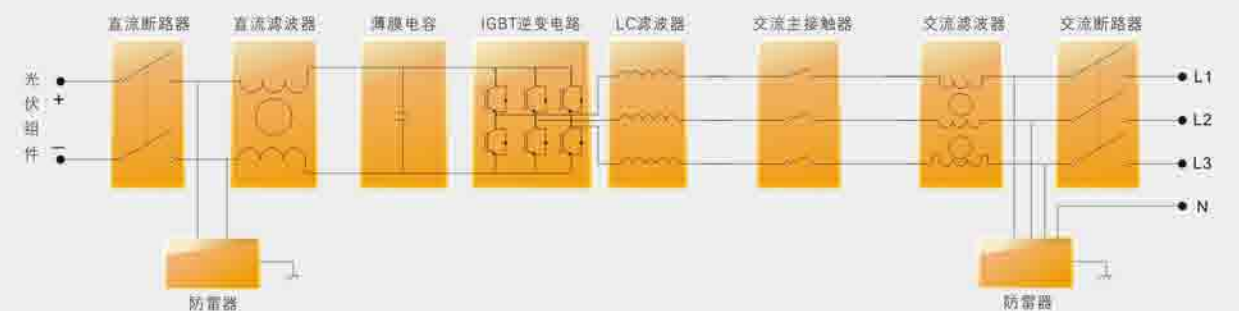 直流断路器
直流滤波器
薄膜电容
IGBT逆变电路
LC滤波器
交流主接触器
交流滤波器
交流断路器
光伏组件
+
−
L1
L2
L3
N
防雷器
防雷器